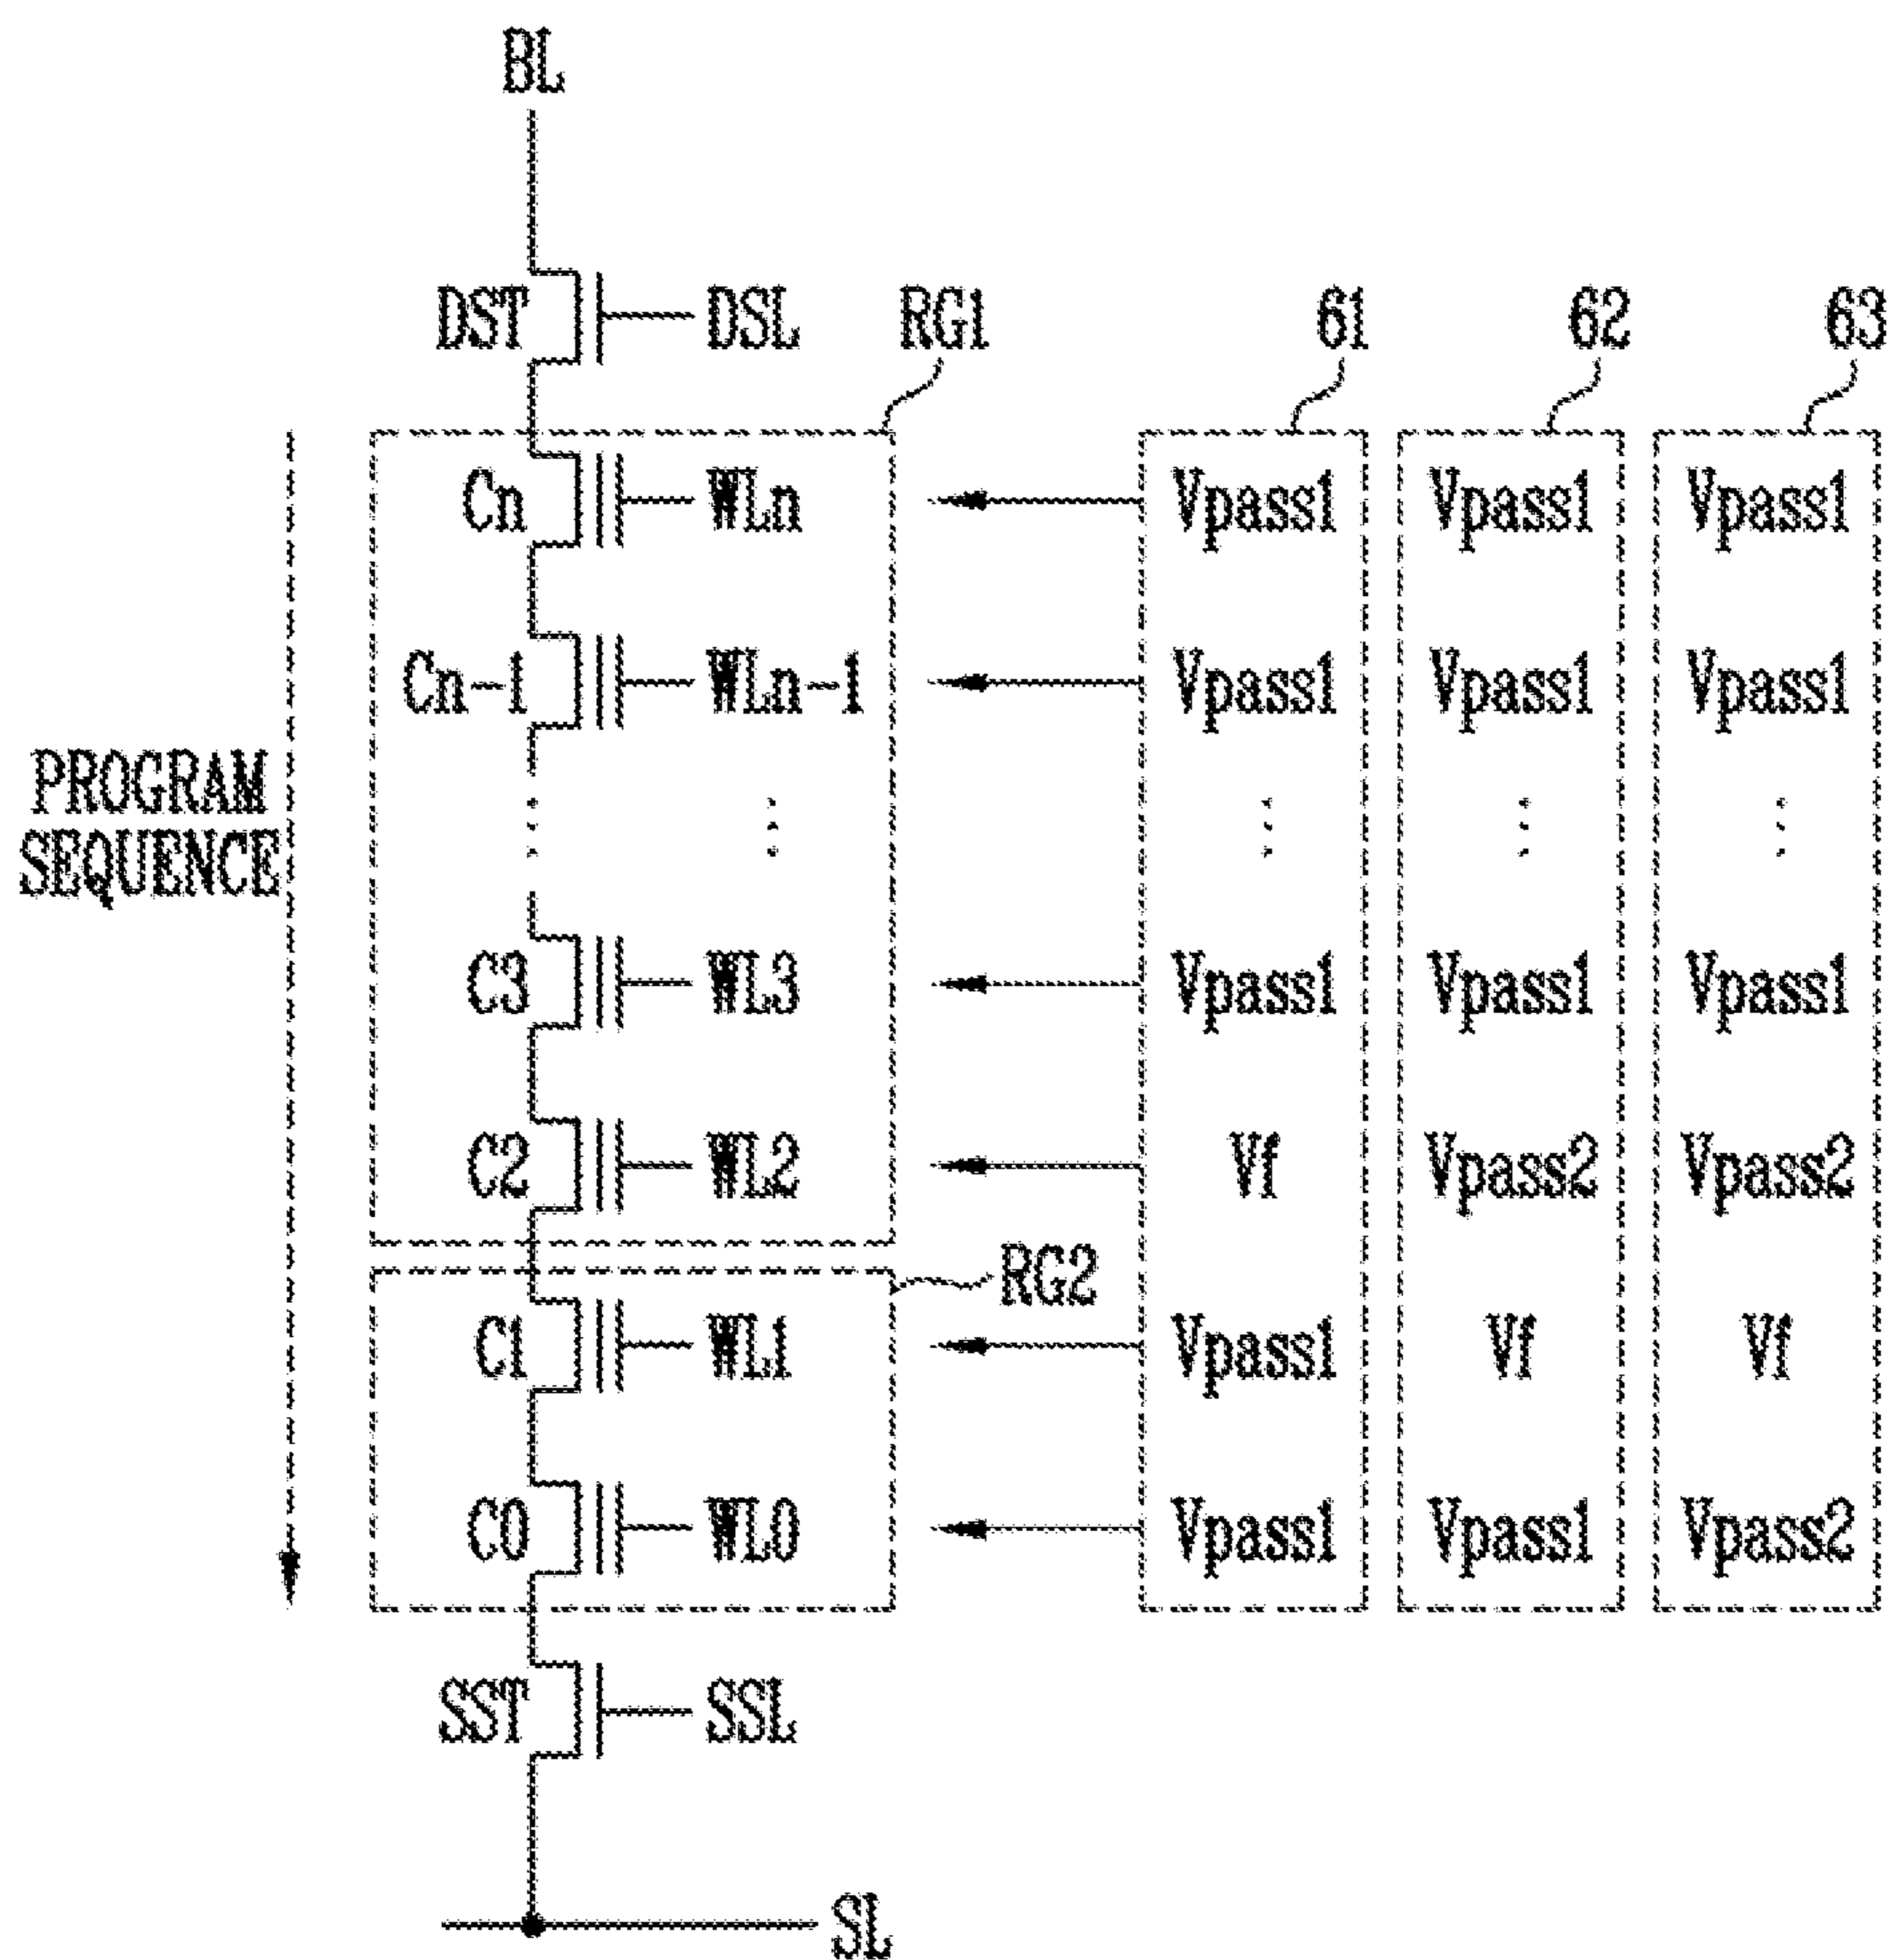 BL
DST DSL RG1 61 62 63
Cn WLn Vpass1 Vpass1 Vpass1
Cn-1 WLn-1 Vpass1 Vpass1 Vpass1
PROGRAM
SEQUENCE
⋮ ⋮ ⋮ ⋮ ⋮
C3 WL3 Vpass1 Vpass1 Vpass1
C2 WL2 Vf Vpass2 Vpass2
RG2
C1 WL1 Vpass1 Vf Vf
C0 WL0 Vpass1 Vpass1 Vpass2
SST SSL
SL